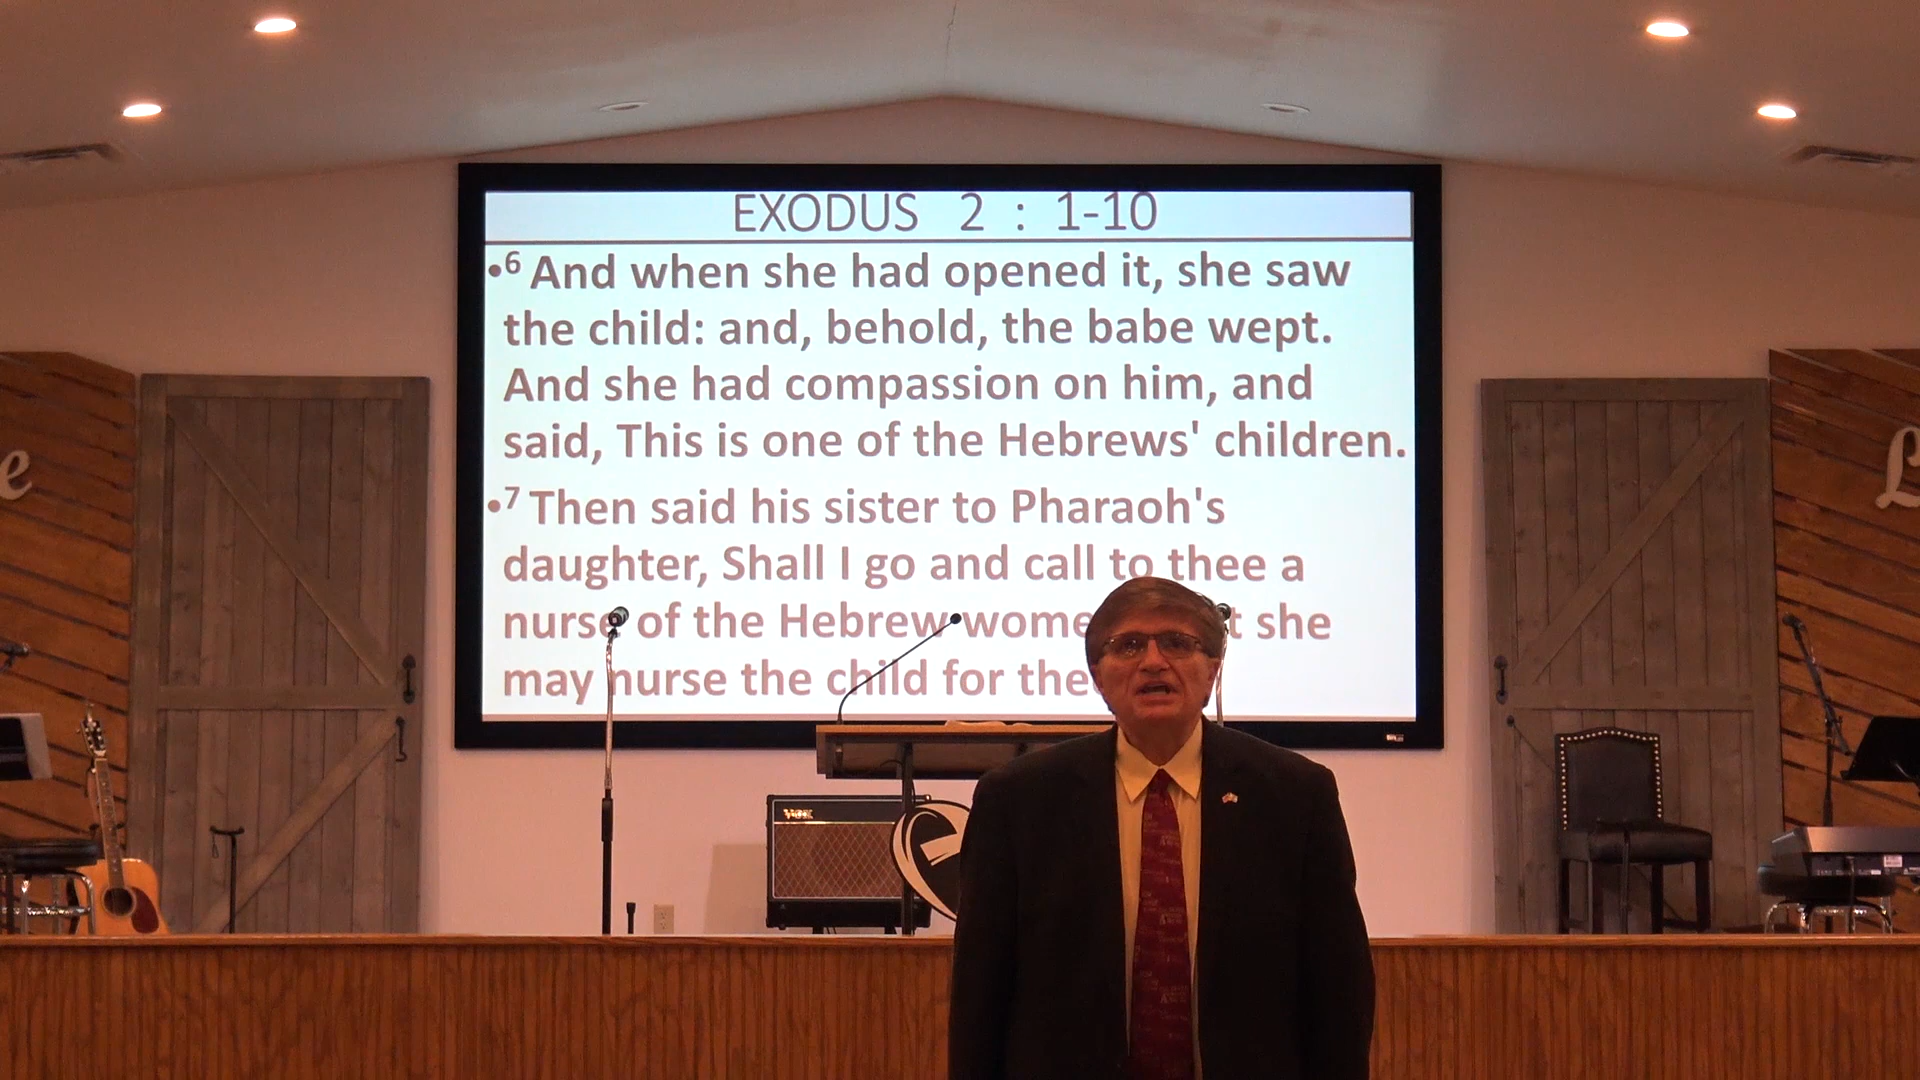 EXODUS 2 : 1-10
•6 And when she had opened it, she saw
the child: and, behold, the babe wept.
And she had compassion on him, and
said, This is one of the Hebrews' children.
•7 Then said his sister to Pharaoh's
daughter, Shall I go and call to thee a
nurse of the Hebrew she
may nurse the child for
VOX
e
L